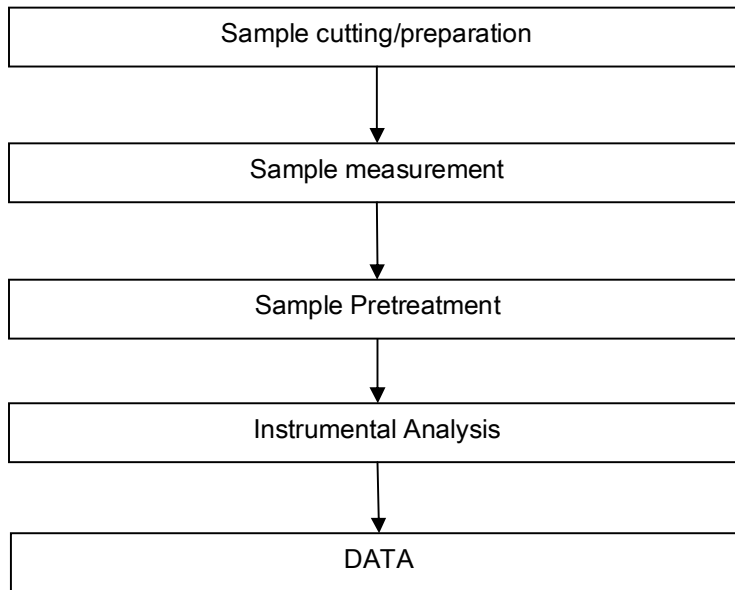 Sample cutting/preparation
Sample measurement
Sample Pretreatment
Instrumental Analysis
DATA